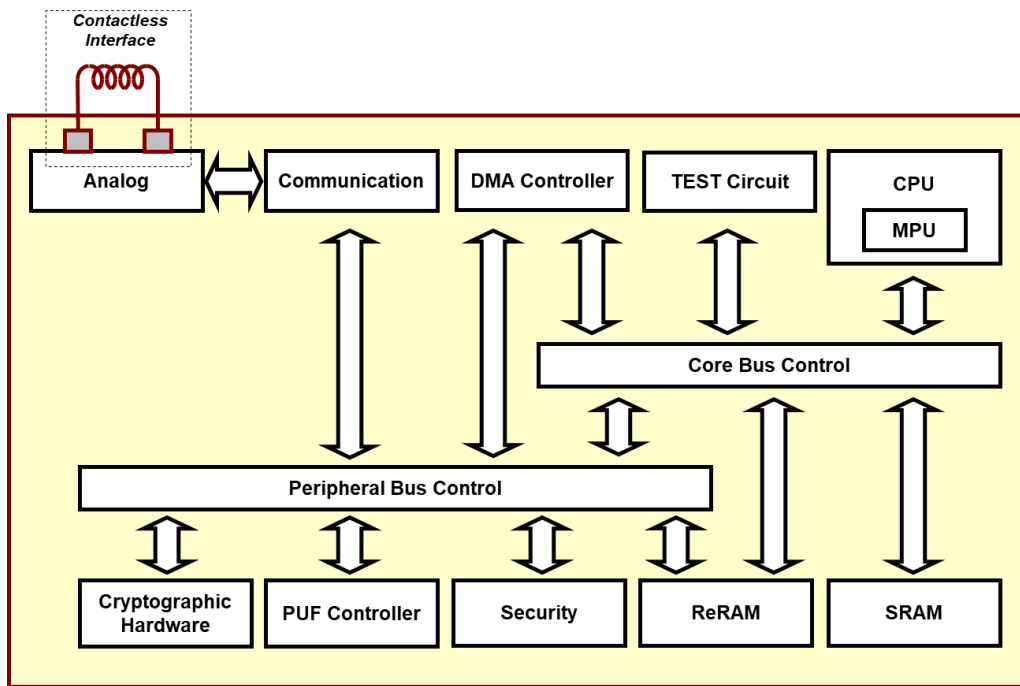 Contactless
Interface
Analog
Communication
DMA Controller
TEST Circuit
CPU
MPU
Core Bus Control
Peripheral Bus Control
Cryptographic
Hardware
PUF Controller
Security
ReRAM
SRAM